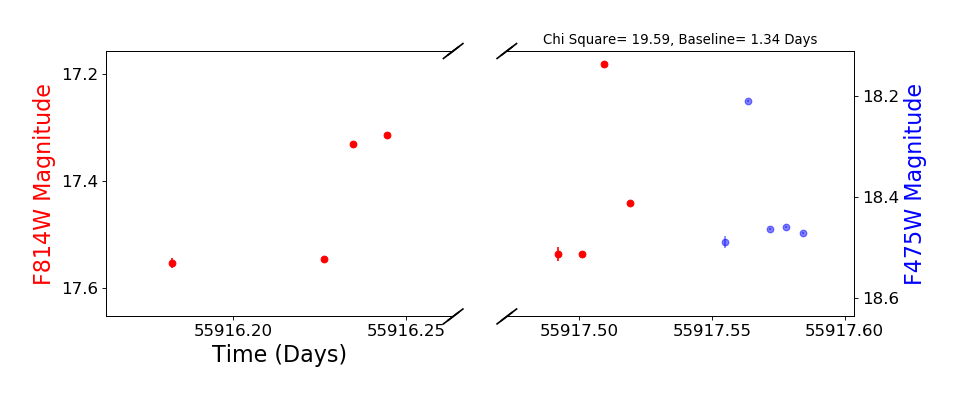 Chi Square= 19.59, Baseline= 1.34 Days
17.2
17.4
17.6
F814W Magnitude
18.2
18.4
18.6
F475W Magnitude
55916.20 55916.25 55917.50 55917.55 55917.60
Time (Days)